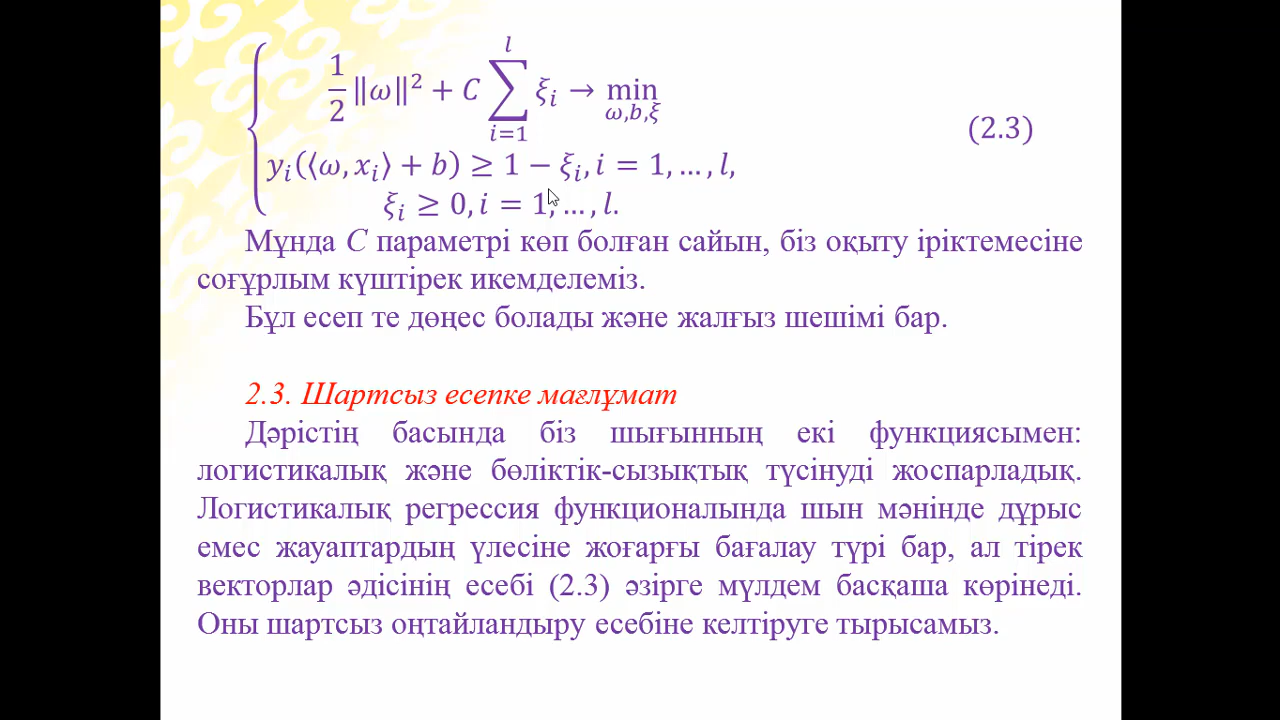 1/2 ‖ω‖² + C ∑_{i=1}^{l} ξ_i → min_{ω,b,ξ}
y_i(⟨ω, x_i⟩ + b) ≥ 1 − ξ_i, i = 1, … , l,
ξ_i ≥ 0, i = 1, … , l.
(2.3)
Мұнда C параметрі көп болған сайын, біз оқыту іріктемесіне
соғұрлым күштірек икемделеміз.
Бұл есеп те дөңес болады және жалғыз шешімі бар.
2.3. Шартсыз есепке мағлұмат
Дәрістің басында біз шығынның екі функциясымен:
логистикалық және бөліктік-сызықтық түсінуді жоспарладық.
Логистикалық регрессия функционалында шын мәнінде дұрыс
емес жауаптардың үлесіне жоғарғы бағалау түрі бар, ал тірек
векторлар әдісінің есебі (2.3) әзірге мүлдем басқаша көрінеді.
Оны шартсыз оңтайландыру есебіне келтіруге тырысамыз.